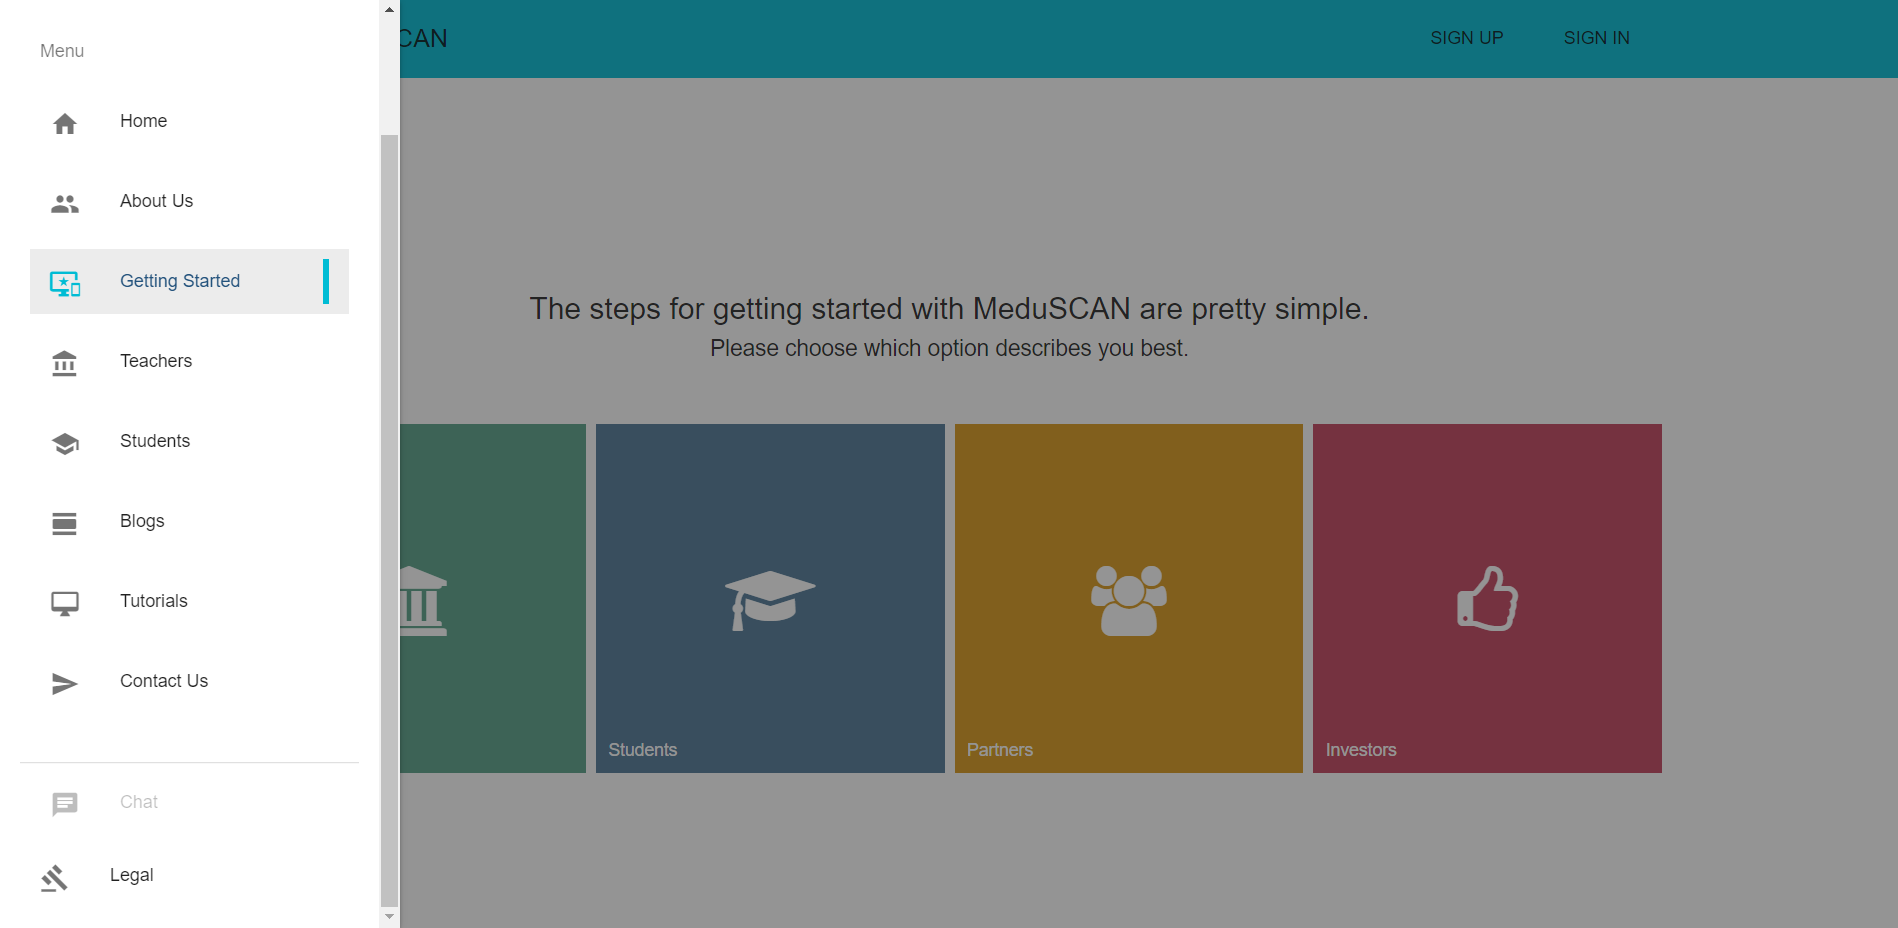 Menu
Home
About Us
Getting Started
Teachers
Students
Blogs
Tutorials
Contact Us
Chat
Legal
CAN
SIGN UP
SIGN IN
The steps for getting started with MeduSCAN are pretty simple.
Please choose which option describes you best.
Students
Partners
Investors